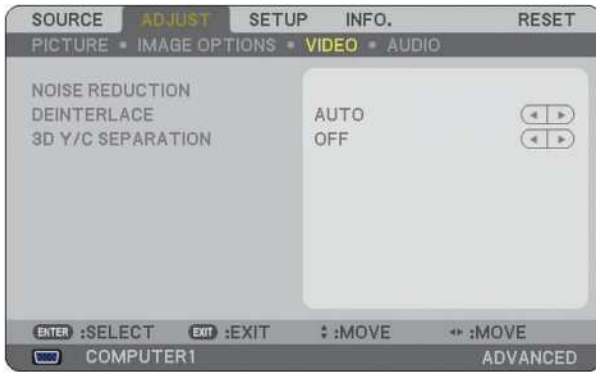 SOURCE ADJUST SETUP INFO. RESET
PICTURE • IMAGE OPTIONS • VIDEO • AUDIO
NOISE REDUCTION
DEINTERLACE AUTO
3D Y/C SEPARATION OFF
ENTER :SELECT EXIT :EXIT :MOVE :MOVE
COMPUTER1 ADVANCED